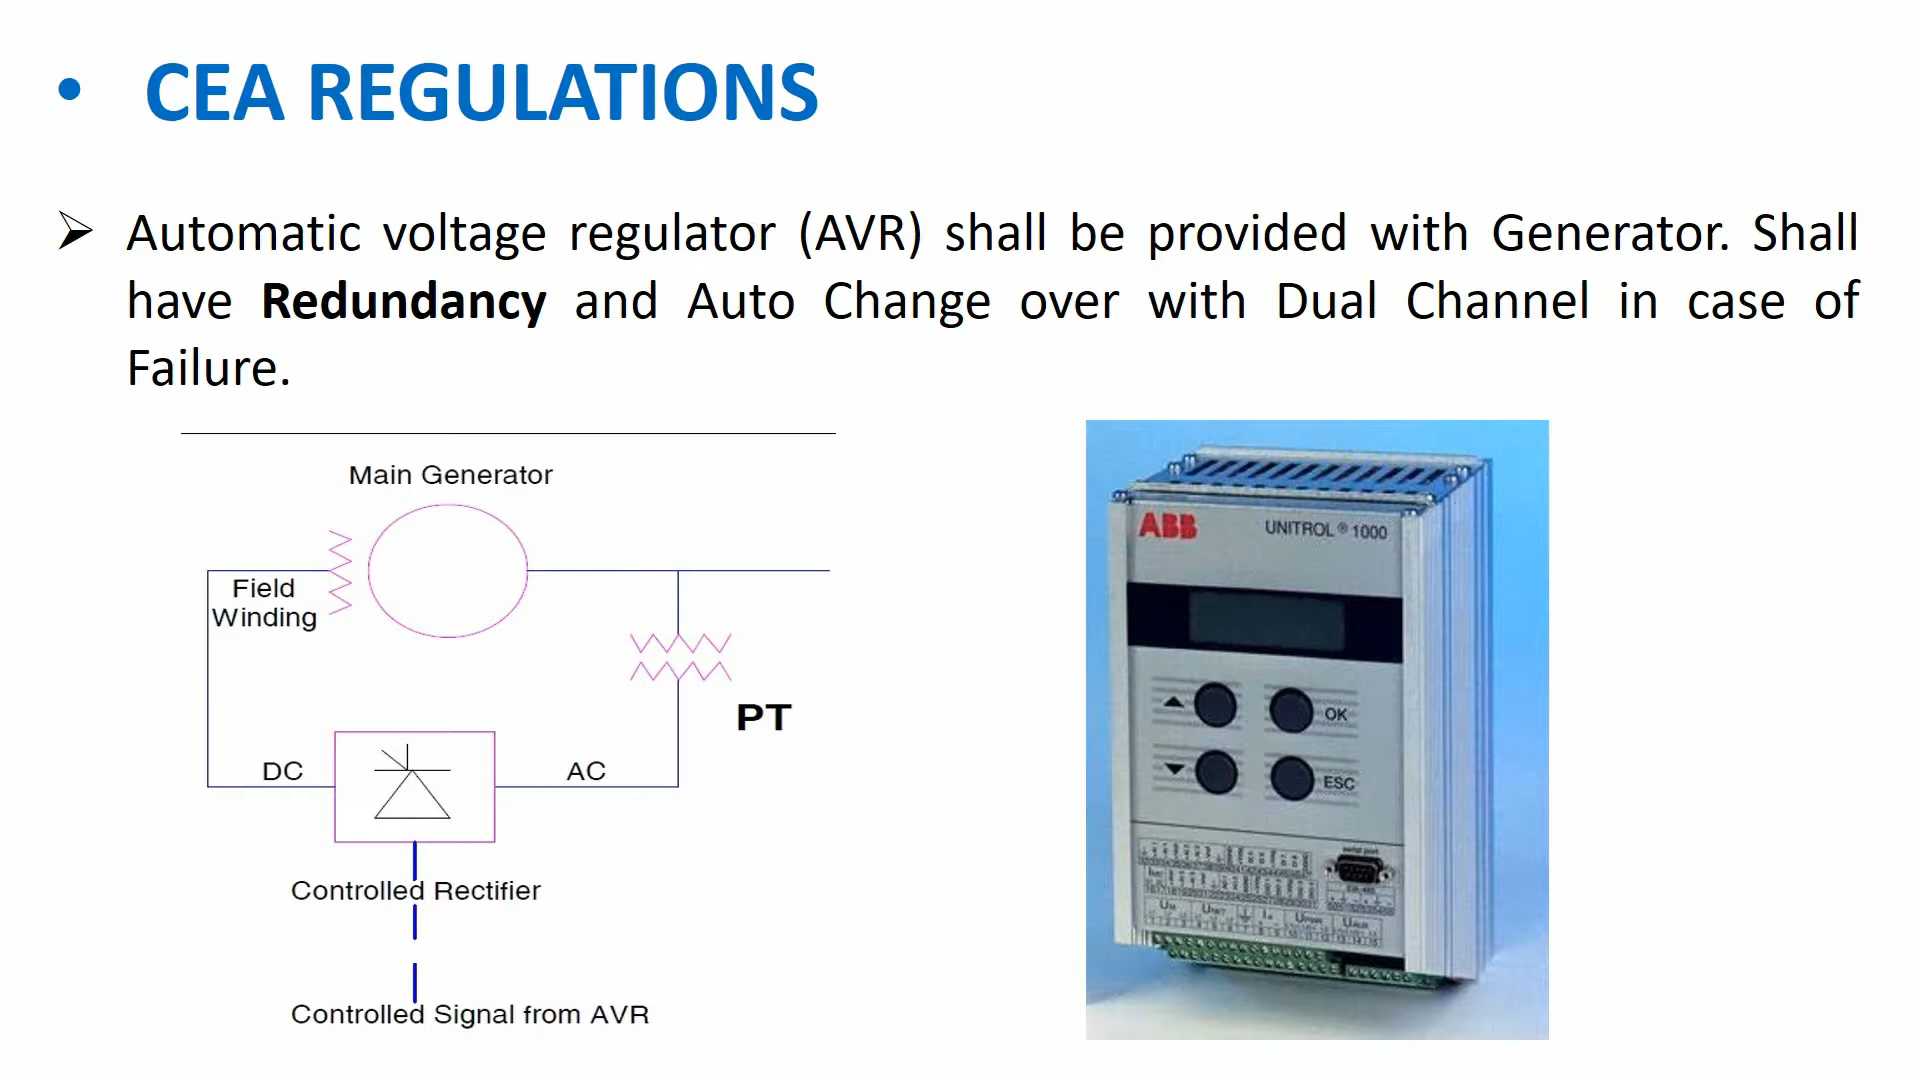 • CEA REGULATIONS
➢ Automatic voltage regulator (AVR) shall be provided with Generator. Shall
have Redundancy and Auto Change over with Dual Channel in case of
Failure.
Main Generator
Field
Winding
PT
DC
AC
Controlled Rectifier
Controlled Signal from AVR
ABB
UNITROL® 1000
OK
ESC
serial port